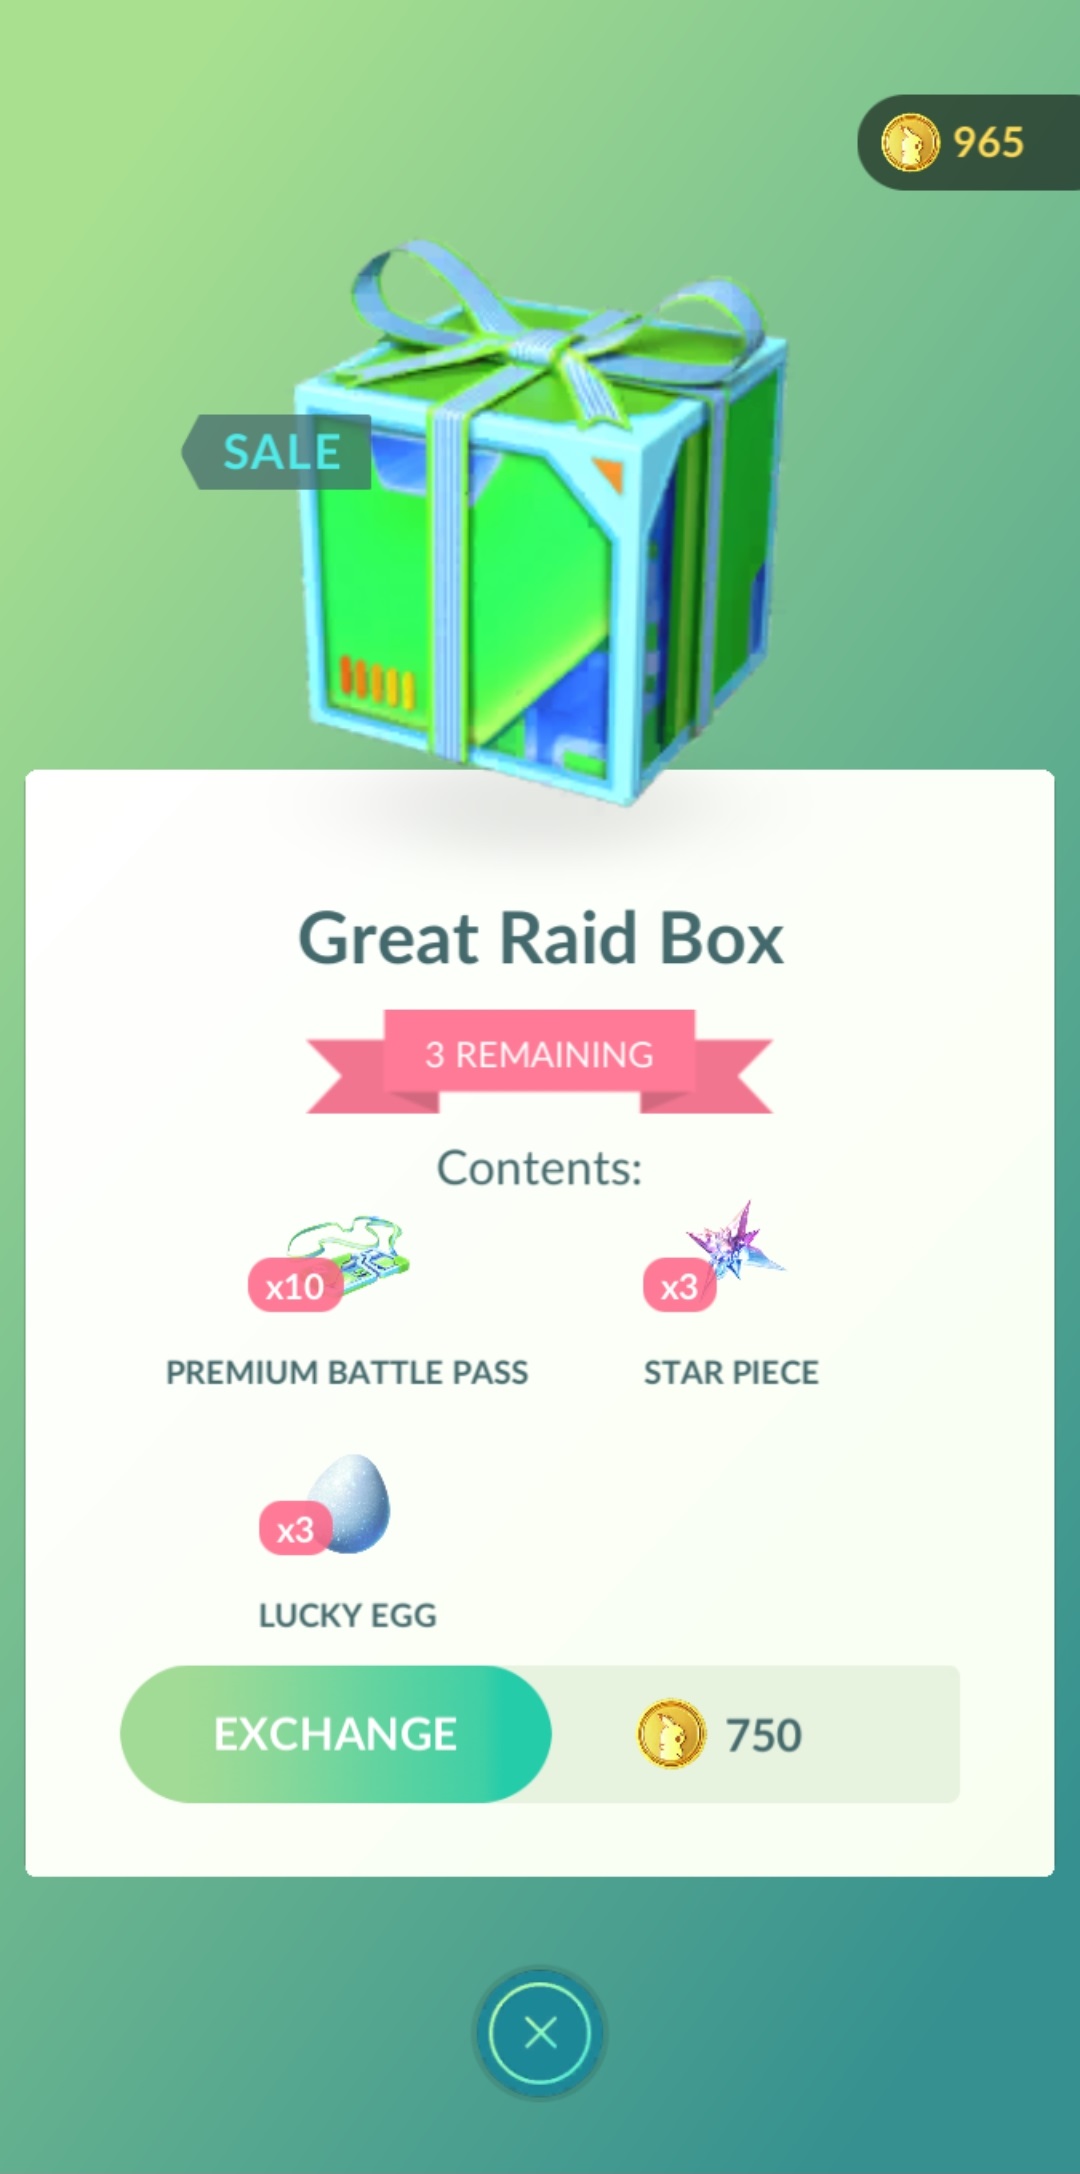 965
SALE
Great Raid Box
3 REMAINING
Contents:
x10
x3
PREMIUM BATTLE PASS
STAR PIECE
x3
LUCKY EGG
EXCHANGE
750